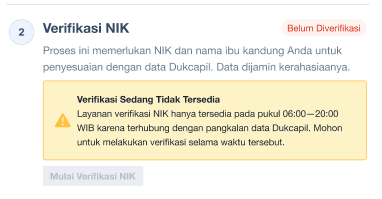 2
Verifikasi NIK
Belum Diverifikasi
Proses ini memerlukan NIK dan nama ibu kandung Anda untuk
penyesuaian dengan data Dukcapil. Data dijamin kerahasiaanya.
Verifikasi Sedang Tidak Tersedia
Layanan verifikasi NIK hanya tersedia pada pukul 06:00—20:00
WIB karena terhubung dengan pangkalan data Dukcapil. Mohon
untuk melakukan verifikasi selama waktu tersebut.
Mulai Verifikasi NIK